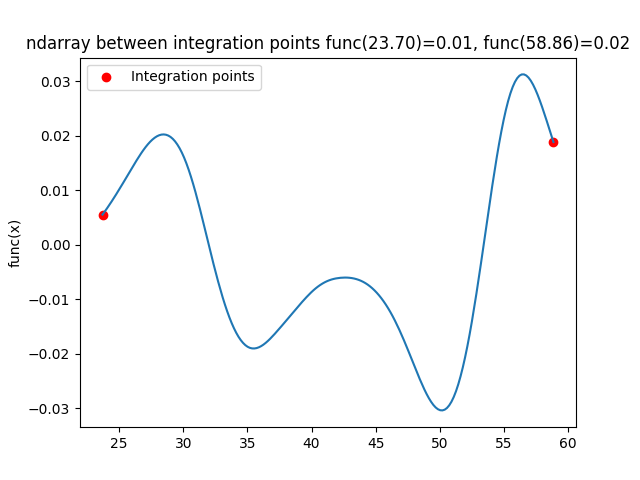 ndarray between integration points func(23.70)=0.01, func(58.86)=0.02
Integration points
func(x)
0.03
0.02
0.01
0.00
−0.01
−0.02
−0.03
25 30 35 40 45 50 55 60